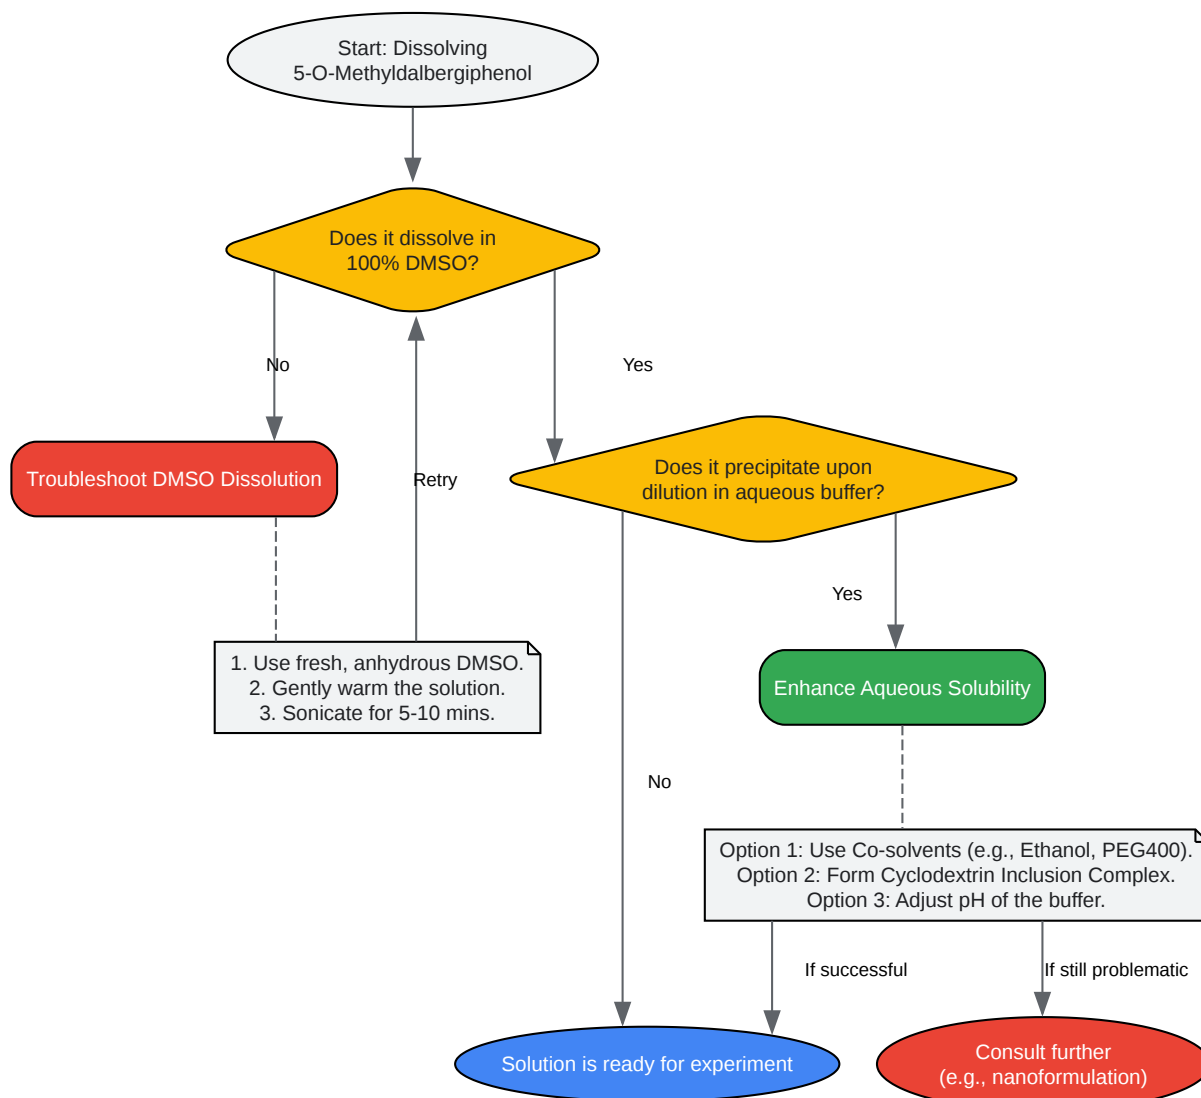 Start: Dissolving
5-O-Methyldalbergiphenol
Does it dissolve in
100% DMSO?
No
Yes
Troubleshoot DMSO Dissolution
Retry
Does it precipitate upon
dilution in aqueous buffer?
Yes
1. Use fresh, anhydrous DMSO.
2. Gently warm the solution.
3. Sonicate for 5-10 mins.
Enhance Aqueous Solubility
No
Option 1: Use Co-solvents (e.g., Ethanol, PEG400).
Option 2: Form Cyclodextrin Inclusion Complex.
Option 3: Adjust pH of the buffer.
If successful
If still problematic
Solution is ready for experiment
Consult further
(e.g., nanoformulation)